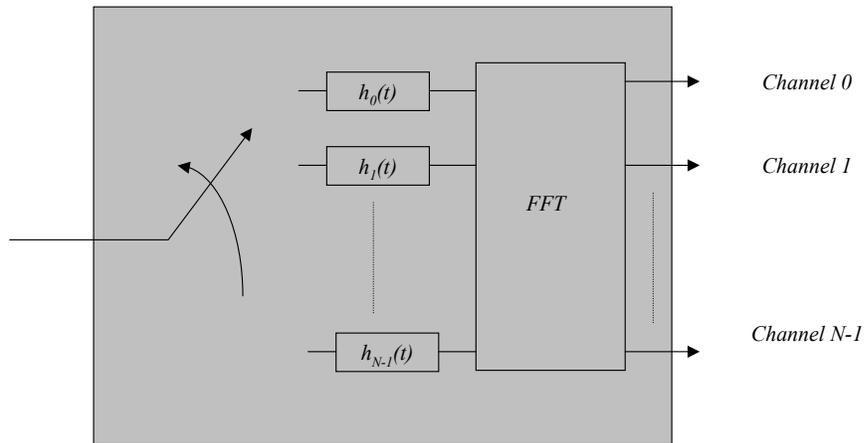 h0(t)
Channel 0
h1(t)
Channel 1
FFT
hN-1(t)
Channel N-1